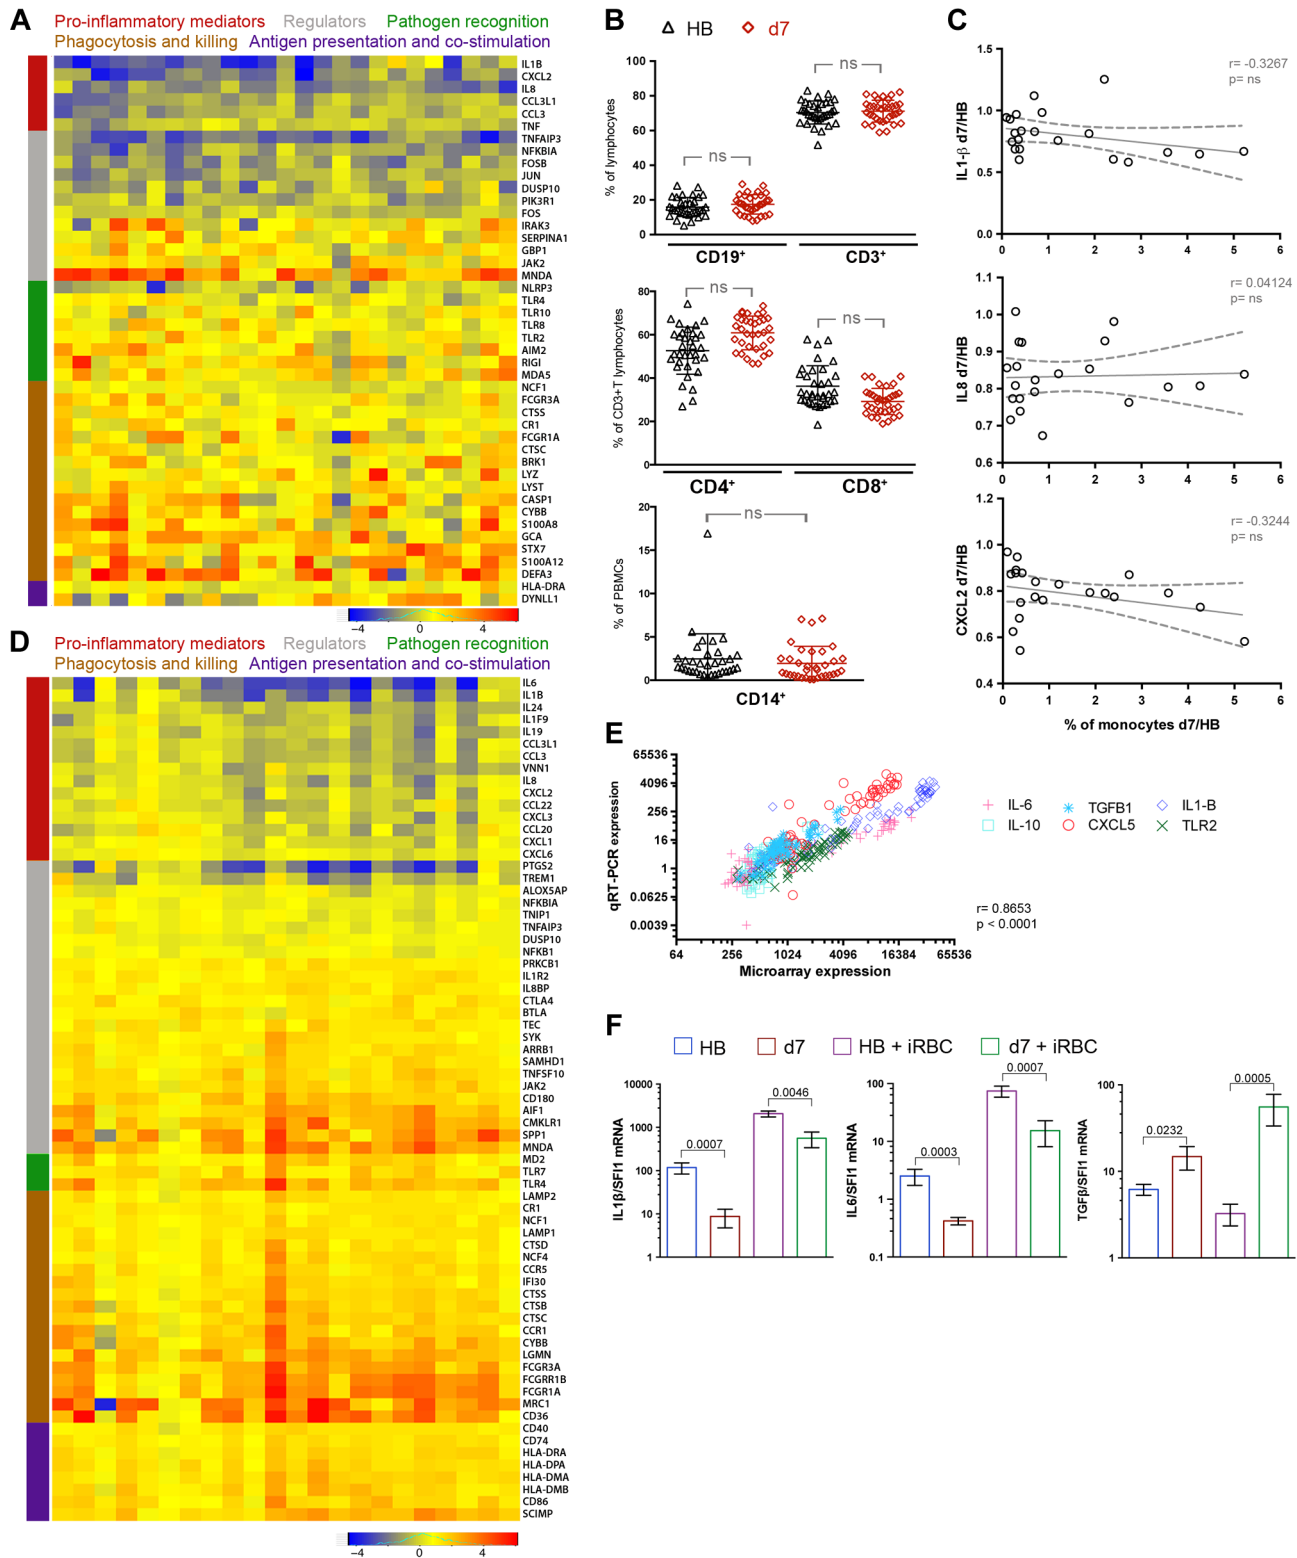 A
Pro-inflammatory mediators Regulators Pathogen recognition
Phagocytosis and killing Antigen presentation and co-stimulation
IL1B
CXCL2
IL8
CCL3L1
CCL3
TNF
TNFAIP3
NFKBIA
FOSB
JUN
DUSP10
PIK3R1
FOS
IRAK3
SERPINA1
GBP1
JAK2
MNDA
NLRP3
TLR4
TLR10
TLR8
TLR2
AIM2
RIGI
MDA5
NCF1
FCGR3A
CTSS
CR1
FCGR1A
CTSC
BRK1
LYZ
LYST
CASP1
CYBB
S100A8
GCA
STX7
S100A12
DEFA3
HLA-DRA
DYNLL1
−4 0 4
B
HB d7
% of lymphocytes
100
80
60
40
20
0
ns
ns
CD19+ CD3+
% of CD3+T lymphocytes
80
60
40
20
0
ns
ns
CD4+ CD8+
% of PBMCs
20
15
10
5
0
ns
CD14+
C
IL1-β d7/HB
1.5
1.0
0.5
0.0
r= -0.3267
p= ns
0 1 2 3 4 5 6
IL8 d7/HB
1.1
1.0
0.9
0.8
0.7
0.6
r= 0.04124
p= ns
0 1 2 3 4 5 6
CXCL2 d7/HB
1.2
1.0
0.8
0.6
0.4
r= -0.3244
p= ns
0 1 2 3 4 5 6
% of monocytes d7/HB
D
Pro-inflammatory mediators Regulators Pathogen recognition
Phagocytosis and killing Antigen presentation and co-stimulation
IL6
IL1B
IL24
IL1F9
IL19
CCL3L1
CCL3
VNN1
IL8
CXCL2
CCL22
CXCL3
CCL20
CXCL1
CXCL6
PTGS2
TREM1
ALOX5AP
NFKBIA
TNIP1
TNFAIP3
DUSP10
NFKB1
PRKCB1
IL1R2
IL8BP
CTLA4
BTLA
TEC
SYK
ARRB1
SAMHD1
TNFSF10
JAK2
CD180
AIF1
CMKLR1
SPP1
MNDA
MD2
TLR7
TLR4
LAMP2
CR1
NCF1
LAMP1
CTSD
NCF4
CCR5
IFI30
CTSS
CTSB
CTSC
CCR1
CYBB
LGMN
FCGR3A
FCGRR1B
FCGR1A
MRC1
CD36
CD40
CD74
HLA-DRA
HLA-DPA
HLA-DMA
HLA-DMB
CD86
SCIMP
−4 0 4
E
qRT-PCR expression
65536
4096
256
16
1
0.0625
0.0039
64 256 1024 4096 16384 65536
Microarray expression
IL-6 TGFB1 IL1-B
IL-10 CXCL5 TLR2
r= 0.8653
p < 0.0001
F
HB d7 HB + iRBC d7 + iRBC
IL1β/SFI1 mRNA
10000
1000
100
10
1
0.0007
0.0046
IL6/SFI1 mRNA
100
10
1
0.1
0.0003
0.0007
TGFβ/SFI1 mRNA
100
10
1
0.0232
0.0005